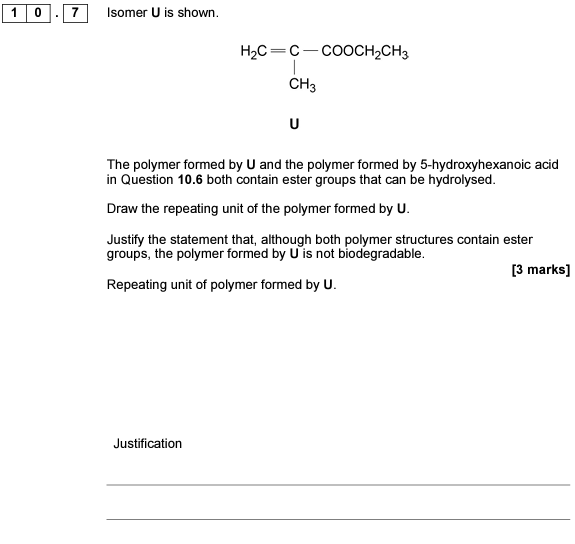 10.7 Isomer U is shown.
H₂C=C—COOCH₂CH₃
|
CH₃
U
The polymer formed by U and the polymer formed by 5-hydroxyhexanoic acid
in Question 10.6 both contain ester groups that can be hydrolysed.
Draw the repeating unit of the polymer formed by U.
Justify the statement that, although both polymer structures contain ester
groups, the polymer formed by U is not biodegradable.
[3 marks]
Repeating unit of polymer formed by U.
Justification